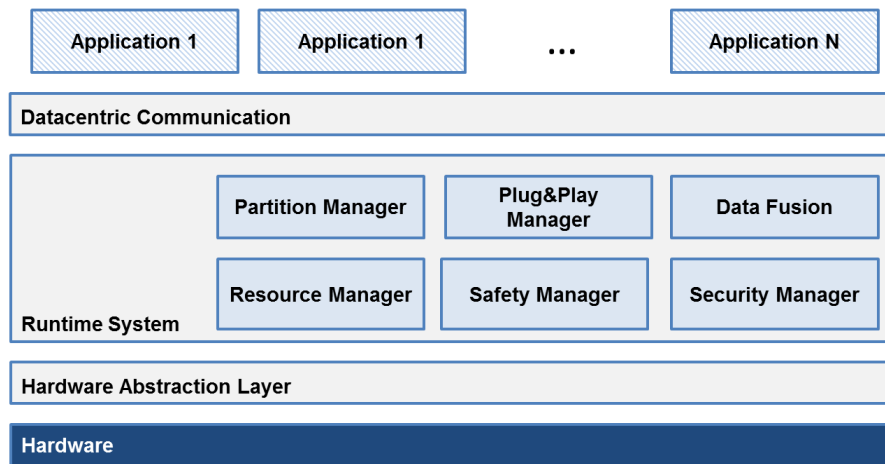 Application 1
Application 1
...
Application N
Datacentric Communication
Partition Manager
Plug&Play
Manager
Data Fusion
Resource Manager
Safety Manager
Security Manager
Runtime System
Hardware Abstraction Layer
Hardware